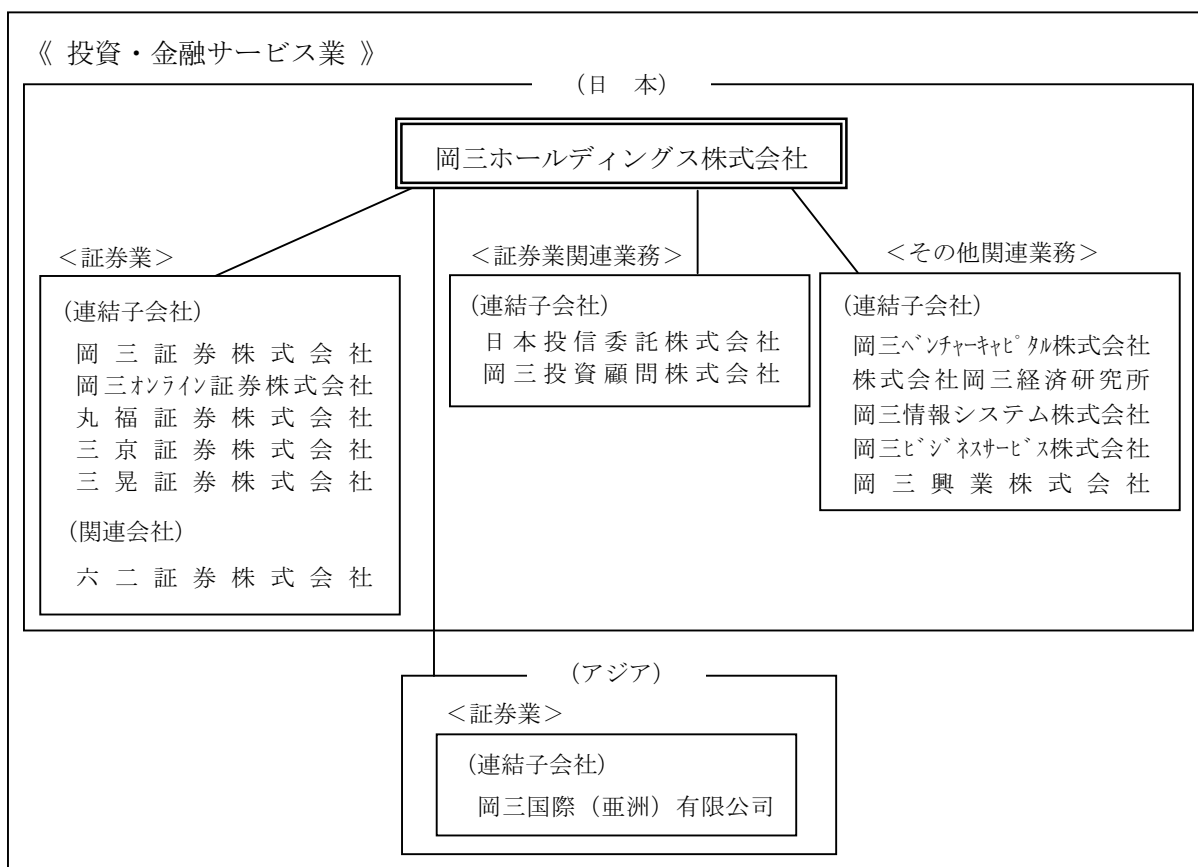 《 投資・金融サービス業 》
（日　本）
岡三ホールディングス株式会社
＜証券業＞
（連結子会社）
岡三証券株式会社
岡三ｵﾝﾗｲﾝ証券株式会社
丸福証券株式会社
三京証券株式会社
三晃証券株式会社
（関連会社）
六二証券株式会社
＜証券業関連業務＞
（連結子会社）
日本投信委託株式会社
岡三投資顧問株式会社
＜その他関連業務＞
（連結子会社）
岡三ﾍﾞﾝﾁｬｰｷｬﾋﾟﾀﾙ株式会社
株式会社岡三経済研究所
岡三情報システム株式会社
岡三ﾋﾞｼﾞﾈｽｻｰﾋﾞｽ株式会社
岡三興業株式会社
（アジア）
＜証券業＞
（連結子会社）
岡三国際（亜洲）有限公司